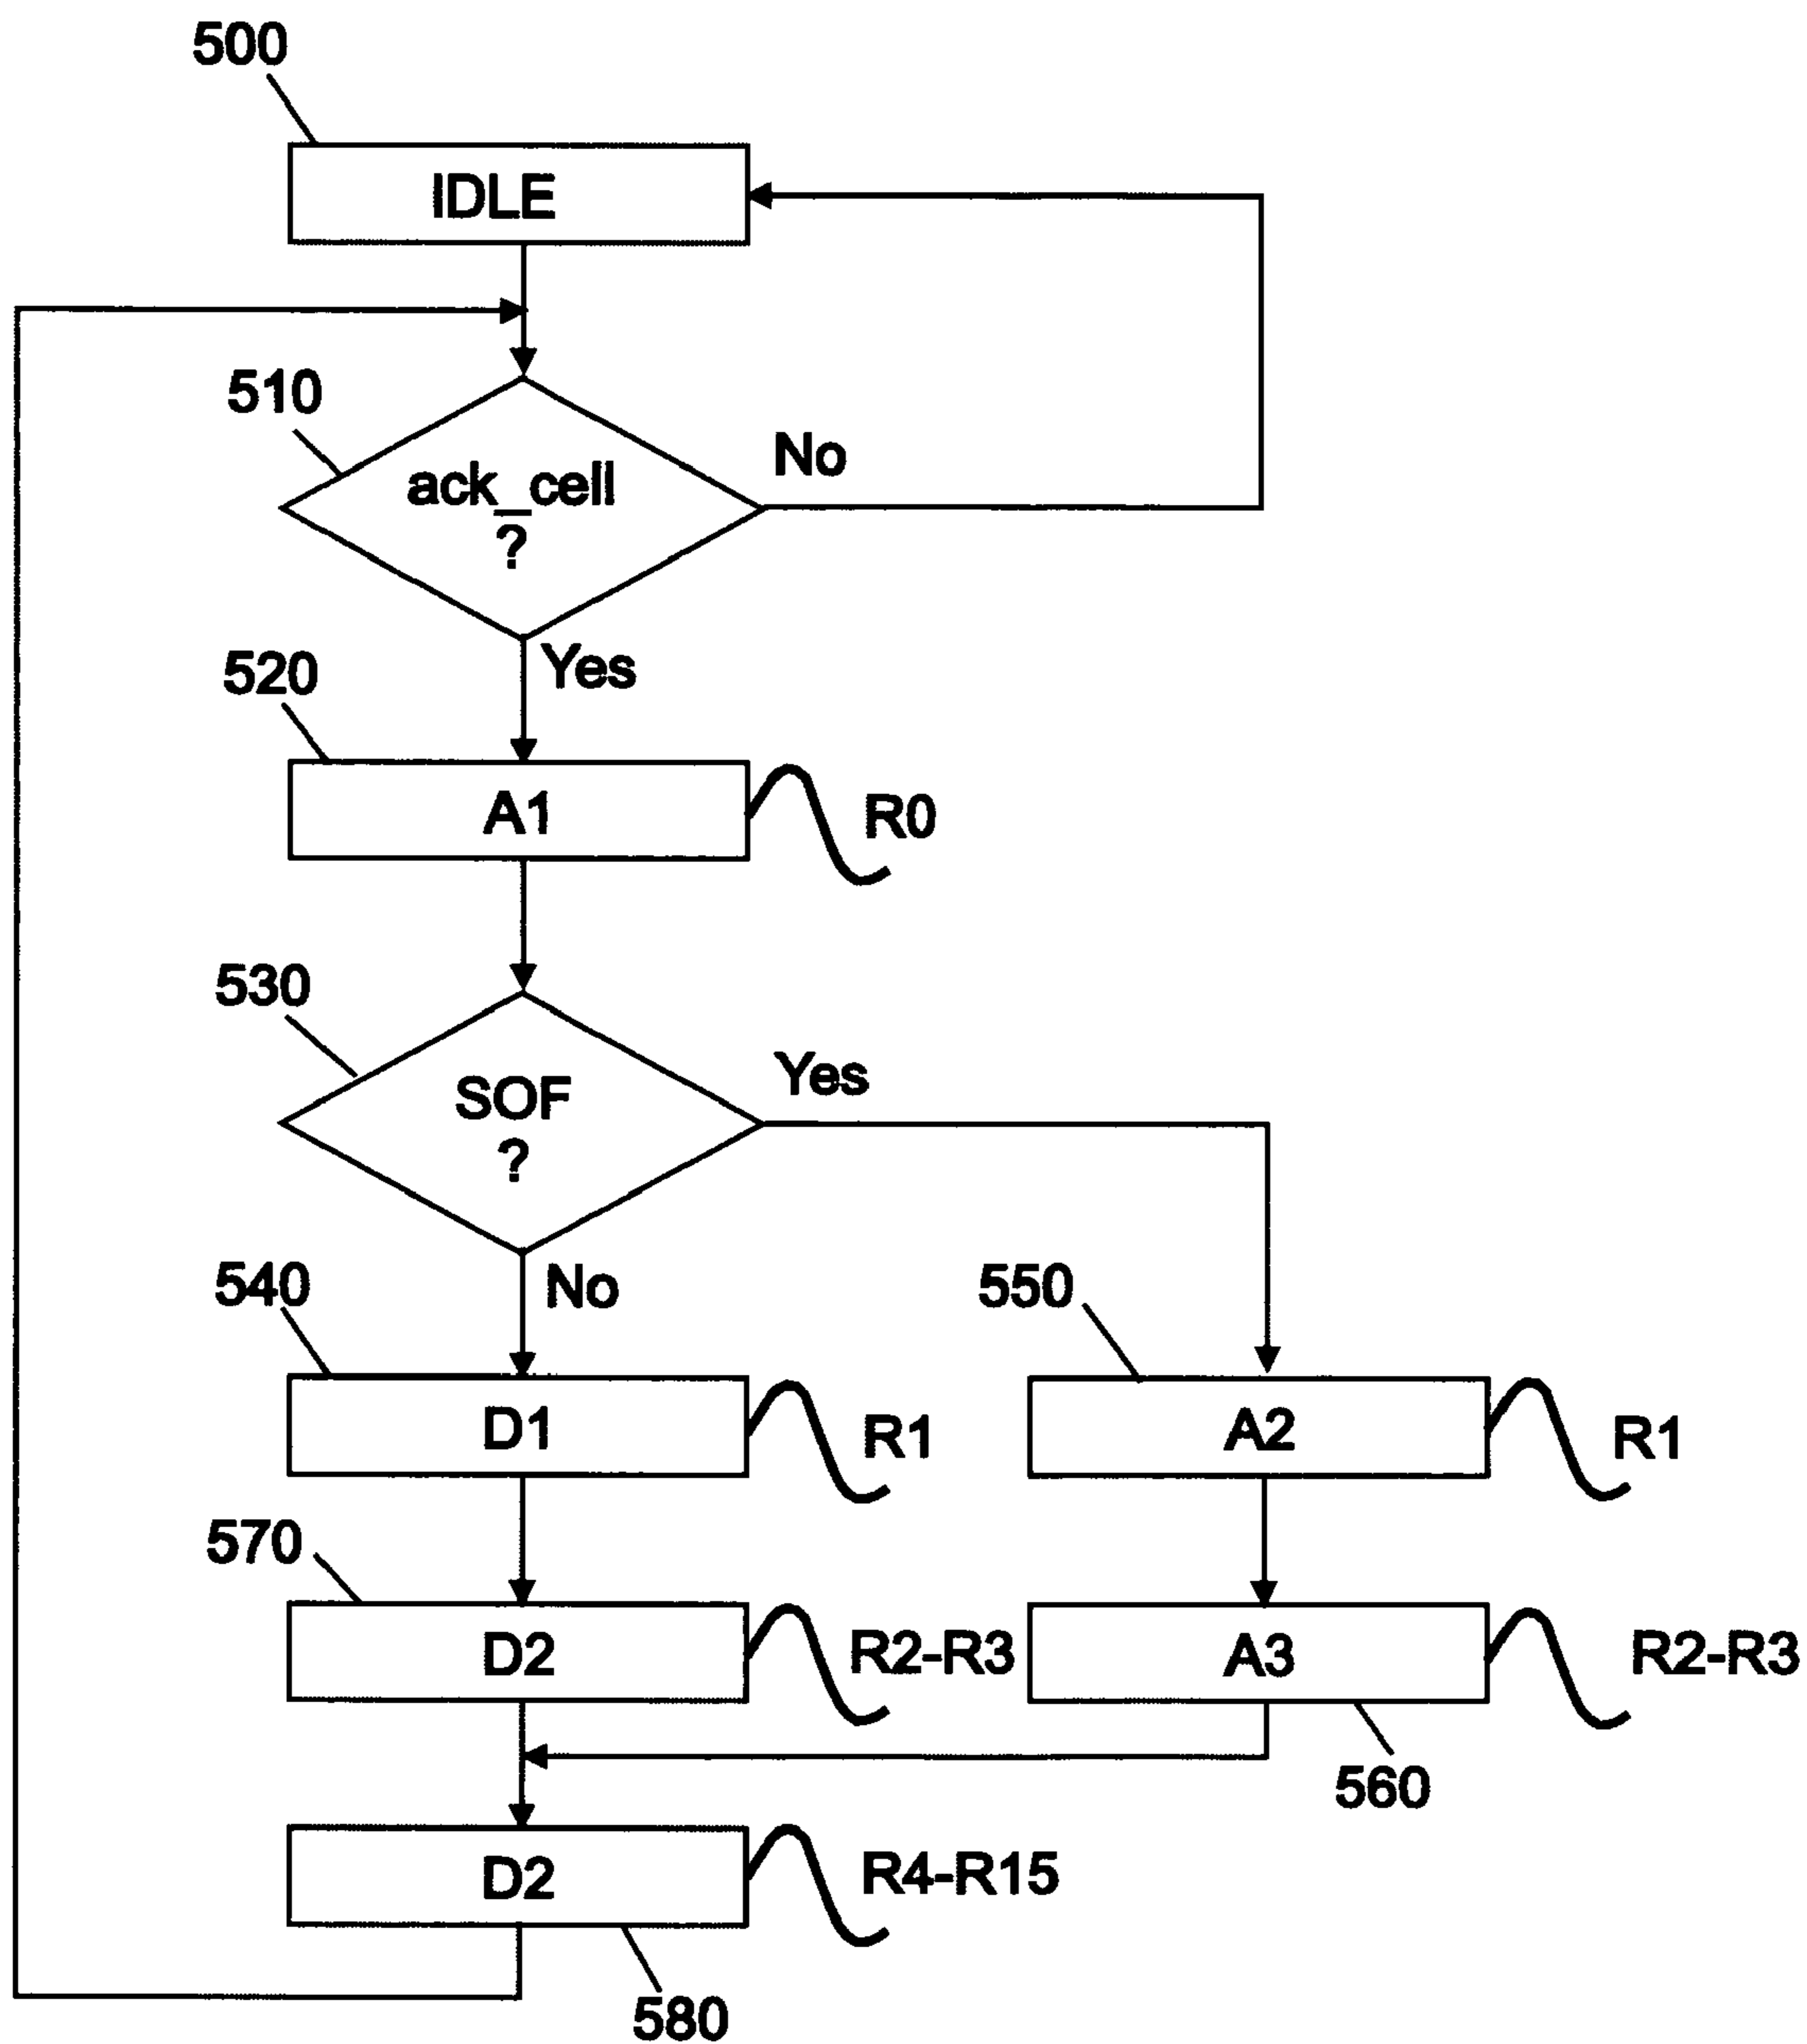 500
IDLE
510
ack_cell
?
No
Yes
520
A1
R0
530
SOF
?
Yes
No
540
D1
R1
550
A2
R1
570
D2
R2-R3
A3
R2-R3
560
D2
R4-R15
580